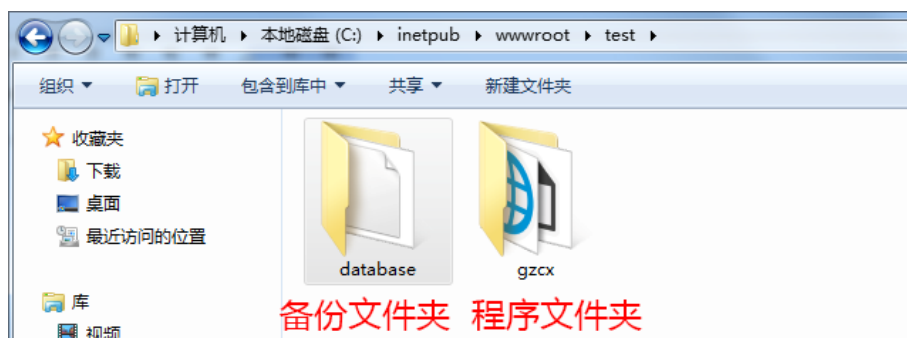 计算机 ▸ 本地磁盘 (C:) ▸ inetpub ▸ wwwroot ▸ test ▸
组织 打开 包含到库中 共享 新建文件夹
收藏夹
下载
桌面
最近访问的位置
库
视频
database gzcx
备份文件夹 程序文件夹